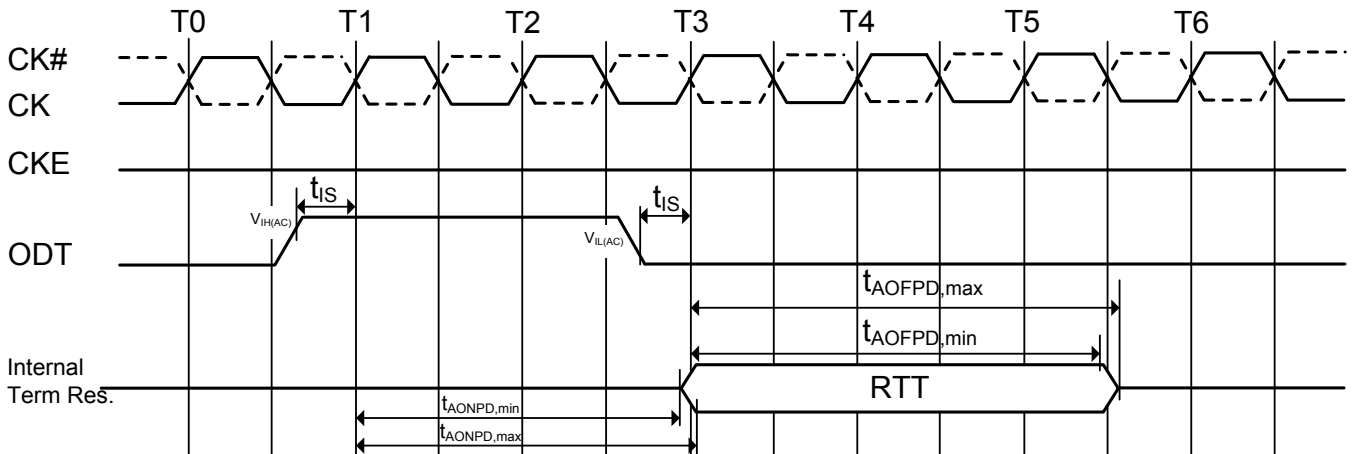 T0 T1 T2 T3 T4 T5 T6
CK#
CK
CKE
tIS
tIS
VIH(AC)
VIL(AC)
ODT
tAOFPD,max
tAOFPD,min
Internal
Term Res.
RTT
tAONPD,min
tAONPD,max